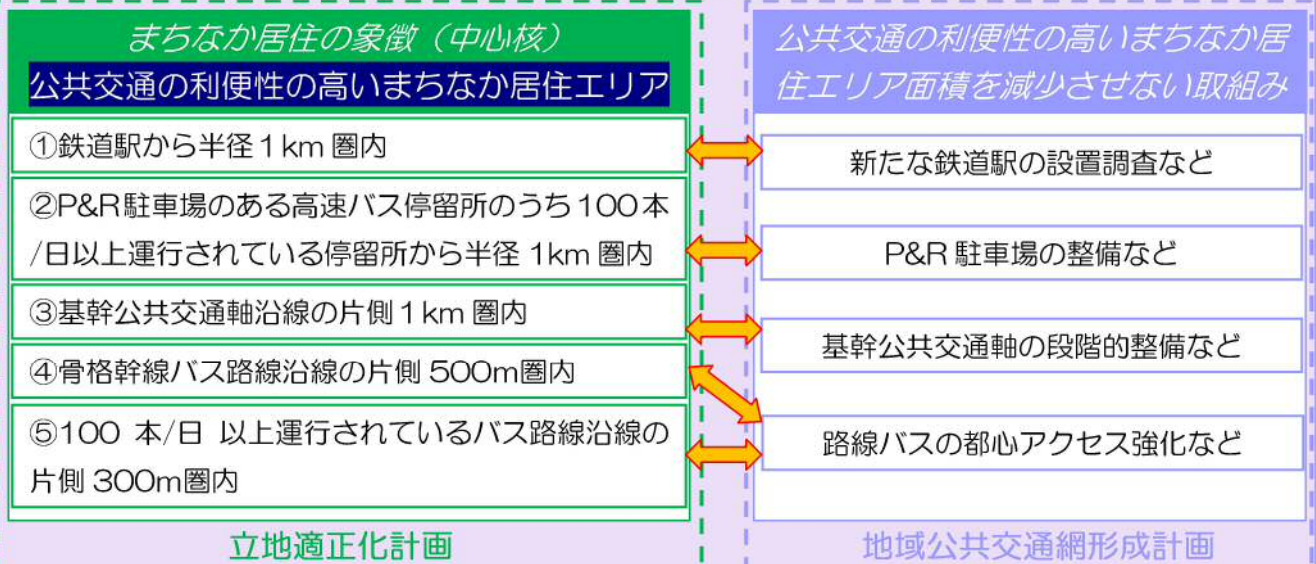 まちなか居住の象徴（中心核）
公共交通の利便性の高いまちなか居住エリア
①鉄道駅から半径１km 圏内
②P&R駐車場のある高速バス停留所のうち100本
/日以上運行されている停留所から半径 1km 圏内
③基幹公共交通軸沿線の片側１km 圏内
④骨格幹線バス路線沿線の片側 500m圏内
⑤100 本/日 以上運行されているバス路線沿線の
片側 300m圏内
立地適正化計画
公共交通の利便性の高いまちなか居
住エリア面積を減少させない取組み
新たな鉄道駅の設置調査など
P&R 駐車場の整備など
基幹公共交通軸の段階的整備など
路線バスの都心アクセス強化など
地域公共交通網形成計画